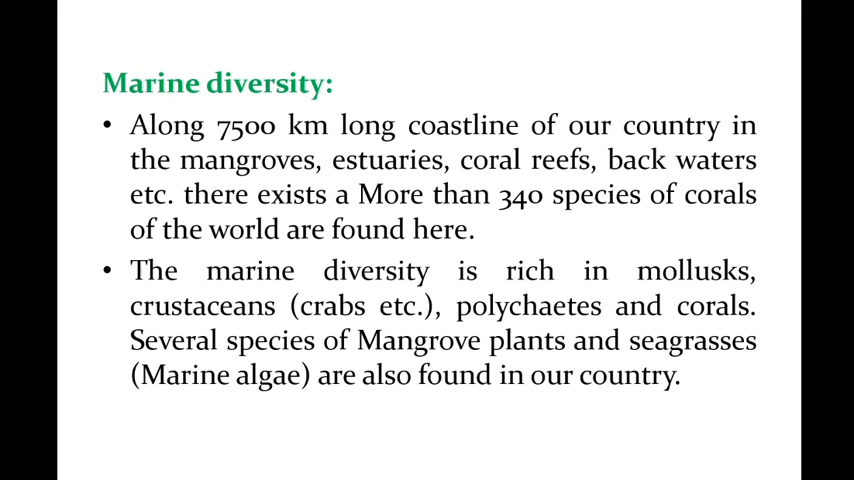 Marine diversity:
• Along 7500 km long coastline of our country in
the mangroves, estuaries, coral reefs, back waters
etc. there exists a More than 340 species of corals
of the world are found here.
• The marine diversity is rich in mollusks,
crustaceans (crabs etc.), polychaetes and corals.
Several species of Mangrove plants and seagrasses
(Marine algae) are also found in our country.